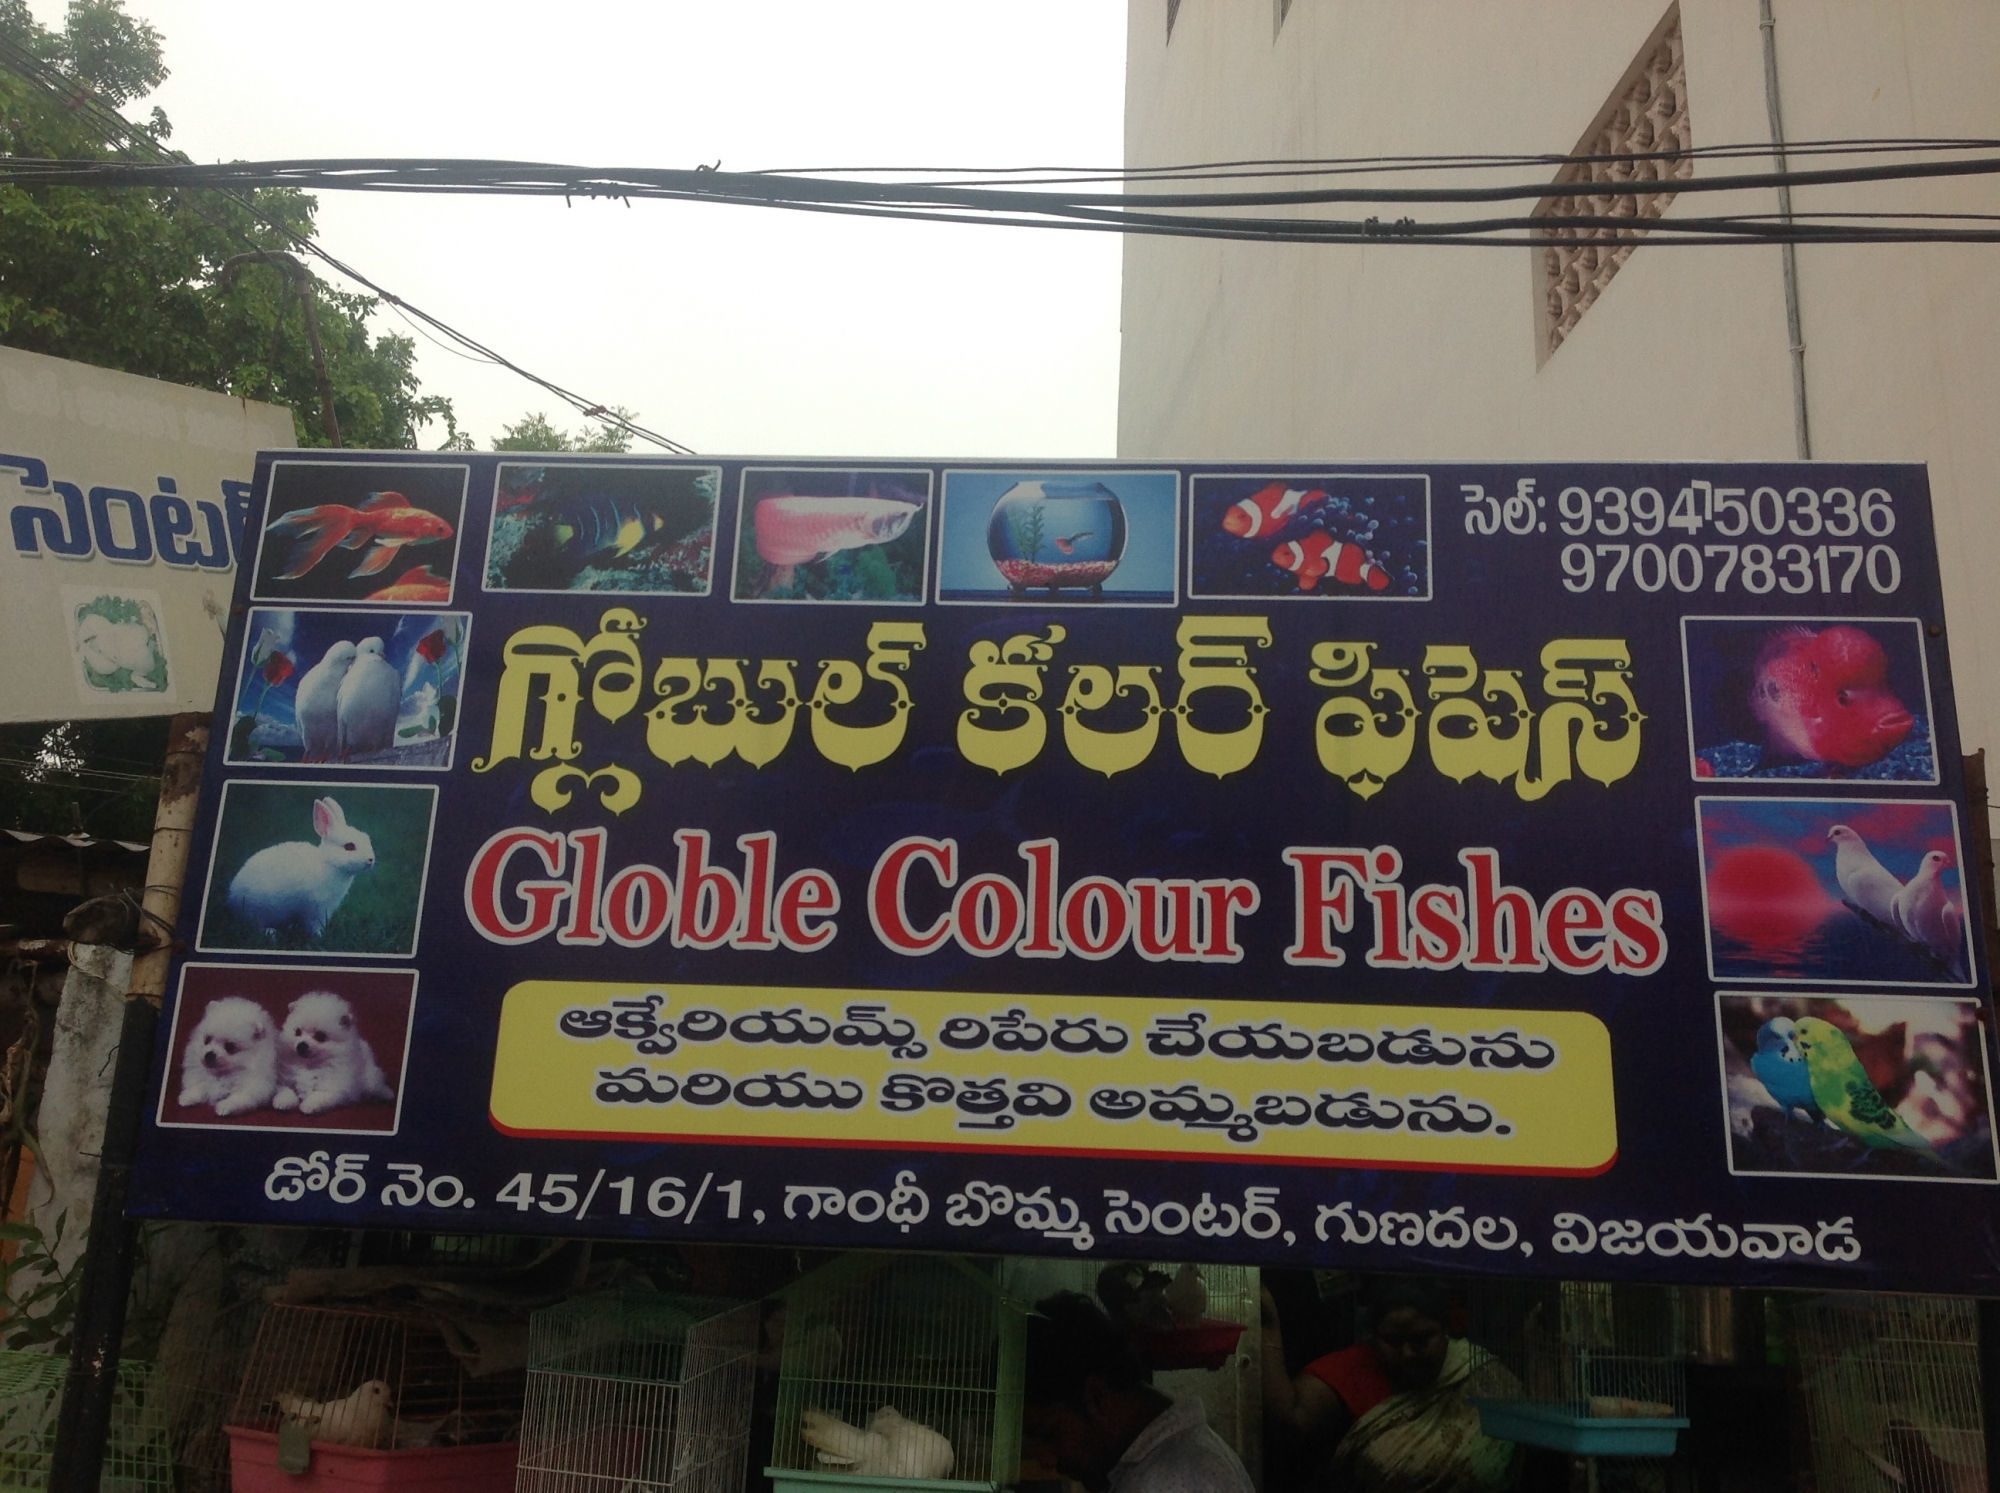 సెంటర్
సెల్: 9394750336
9700783170
గ్లోబుల్ కలర్ ఫిషెస్
Globle Colour Fishes
ఆక్వేరియమ్స్ రిపేరు చేయబడును
మరియు కొత్తవి అమ్మబడును.
డోర్ నెం. 45/16/1, గాంధీ బొమ్మ సెంటర్, గుణదల, విజయవాడ